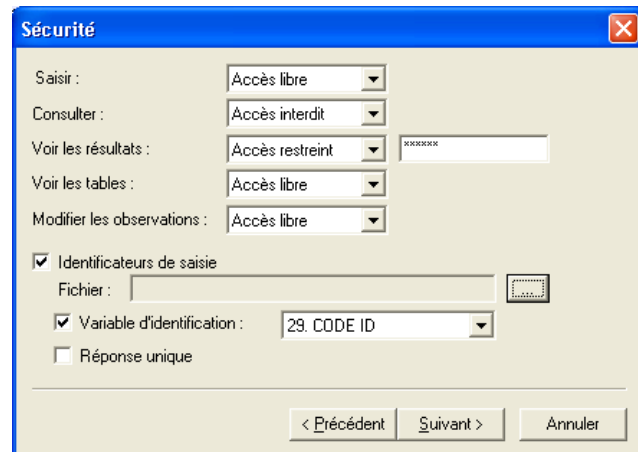 Sécurité
Saisir : Accès libre
Consulter : Accès interdit
Voir les résultats : Accès restreint ××××××
Voir les tables : Accès libre
Modifier les observations : Accès libre
Identificateurs de saisie
Fichier : ...
Variable d'identification : 29. CODE ID
Réponse unique
< Précédent Suivant > Annuler